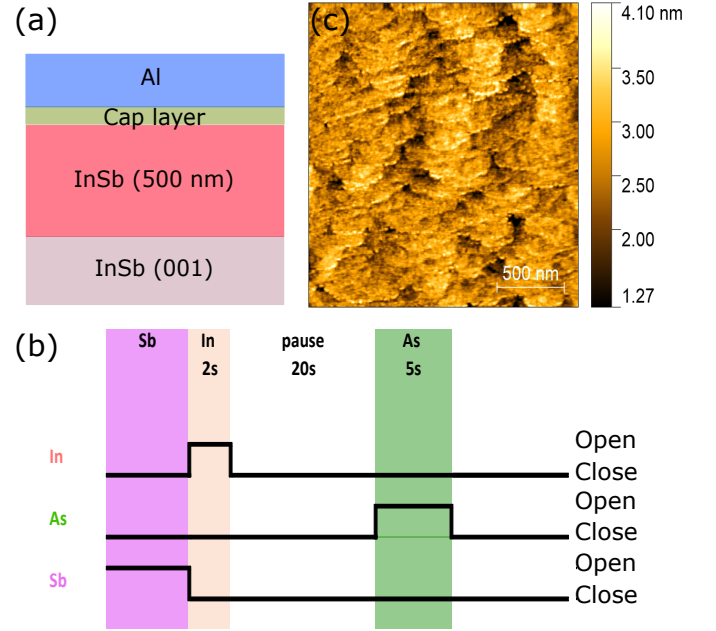 (a)
Al
Cap layer
InSb (500 nm)
InSb (001)
(c)
500 nm
4.10 nm
3.50
3.00
2.50
2.00
1.27
(b)
Sb In pause As
2s 20s 5s
In Open
Close
As Open
Close
Sb Open
Close